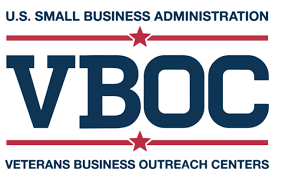 U.S. SMALL BUSINESS ADMINISTRATION
VBOC
VETERANS BUSINESS OUTREACH CENTERS